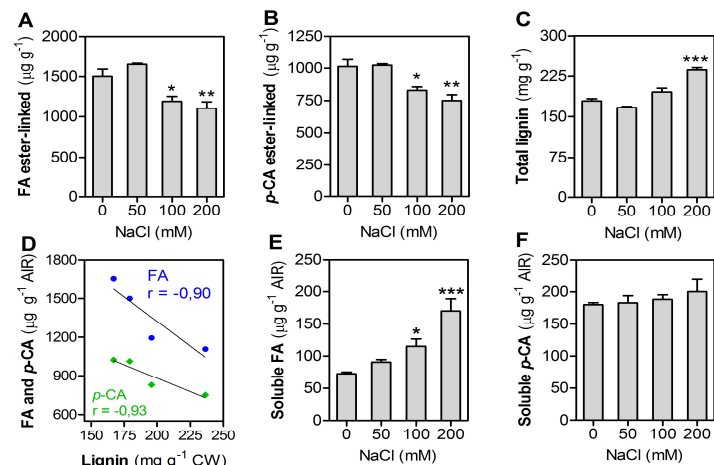 A
FA ester-linked (µg g-1)
2000
1500
1000
500
0
*
**
0 50 100 200
NaCl (mM)
B
p-CA ester-linked (µg g-1)
1250
1000
750
500
250
0
*
**
0 50 100 200
NaCl (mM)
C
Total lignin (mg g-1)
300
225
150
75
0
***
0 50 100 200
NaCl (mM)
D
FA and p-CA (µg g-1 AIR)
1800
1500
1200
900
600
FA
r = -0,90
p-CA
r = -0,93
150 175 200 225 250
Lignin (mg g-1 CW)
E
Soluble FA (µg g-1 AIR)
250
200
150
100
50
0
*
***
0 50 100 200
NaCl (mM)
F
Soluble p-CA (µg g-1 AIR)
250
200
150
100
50
0
0 50 100 200
NaCl (mM)